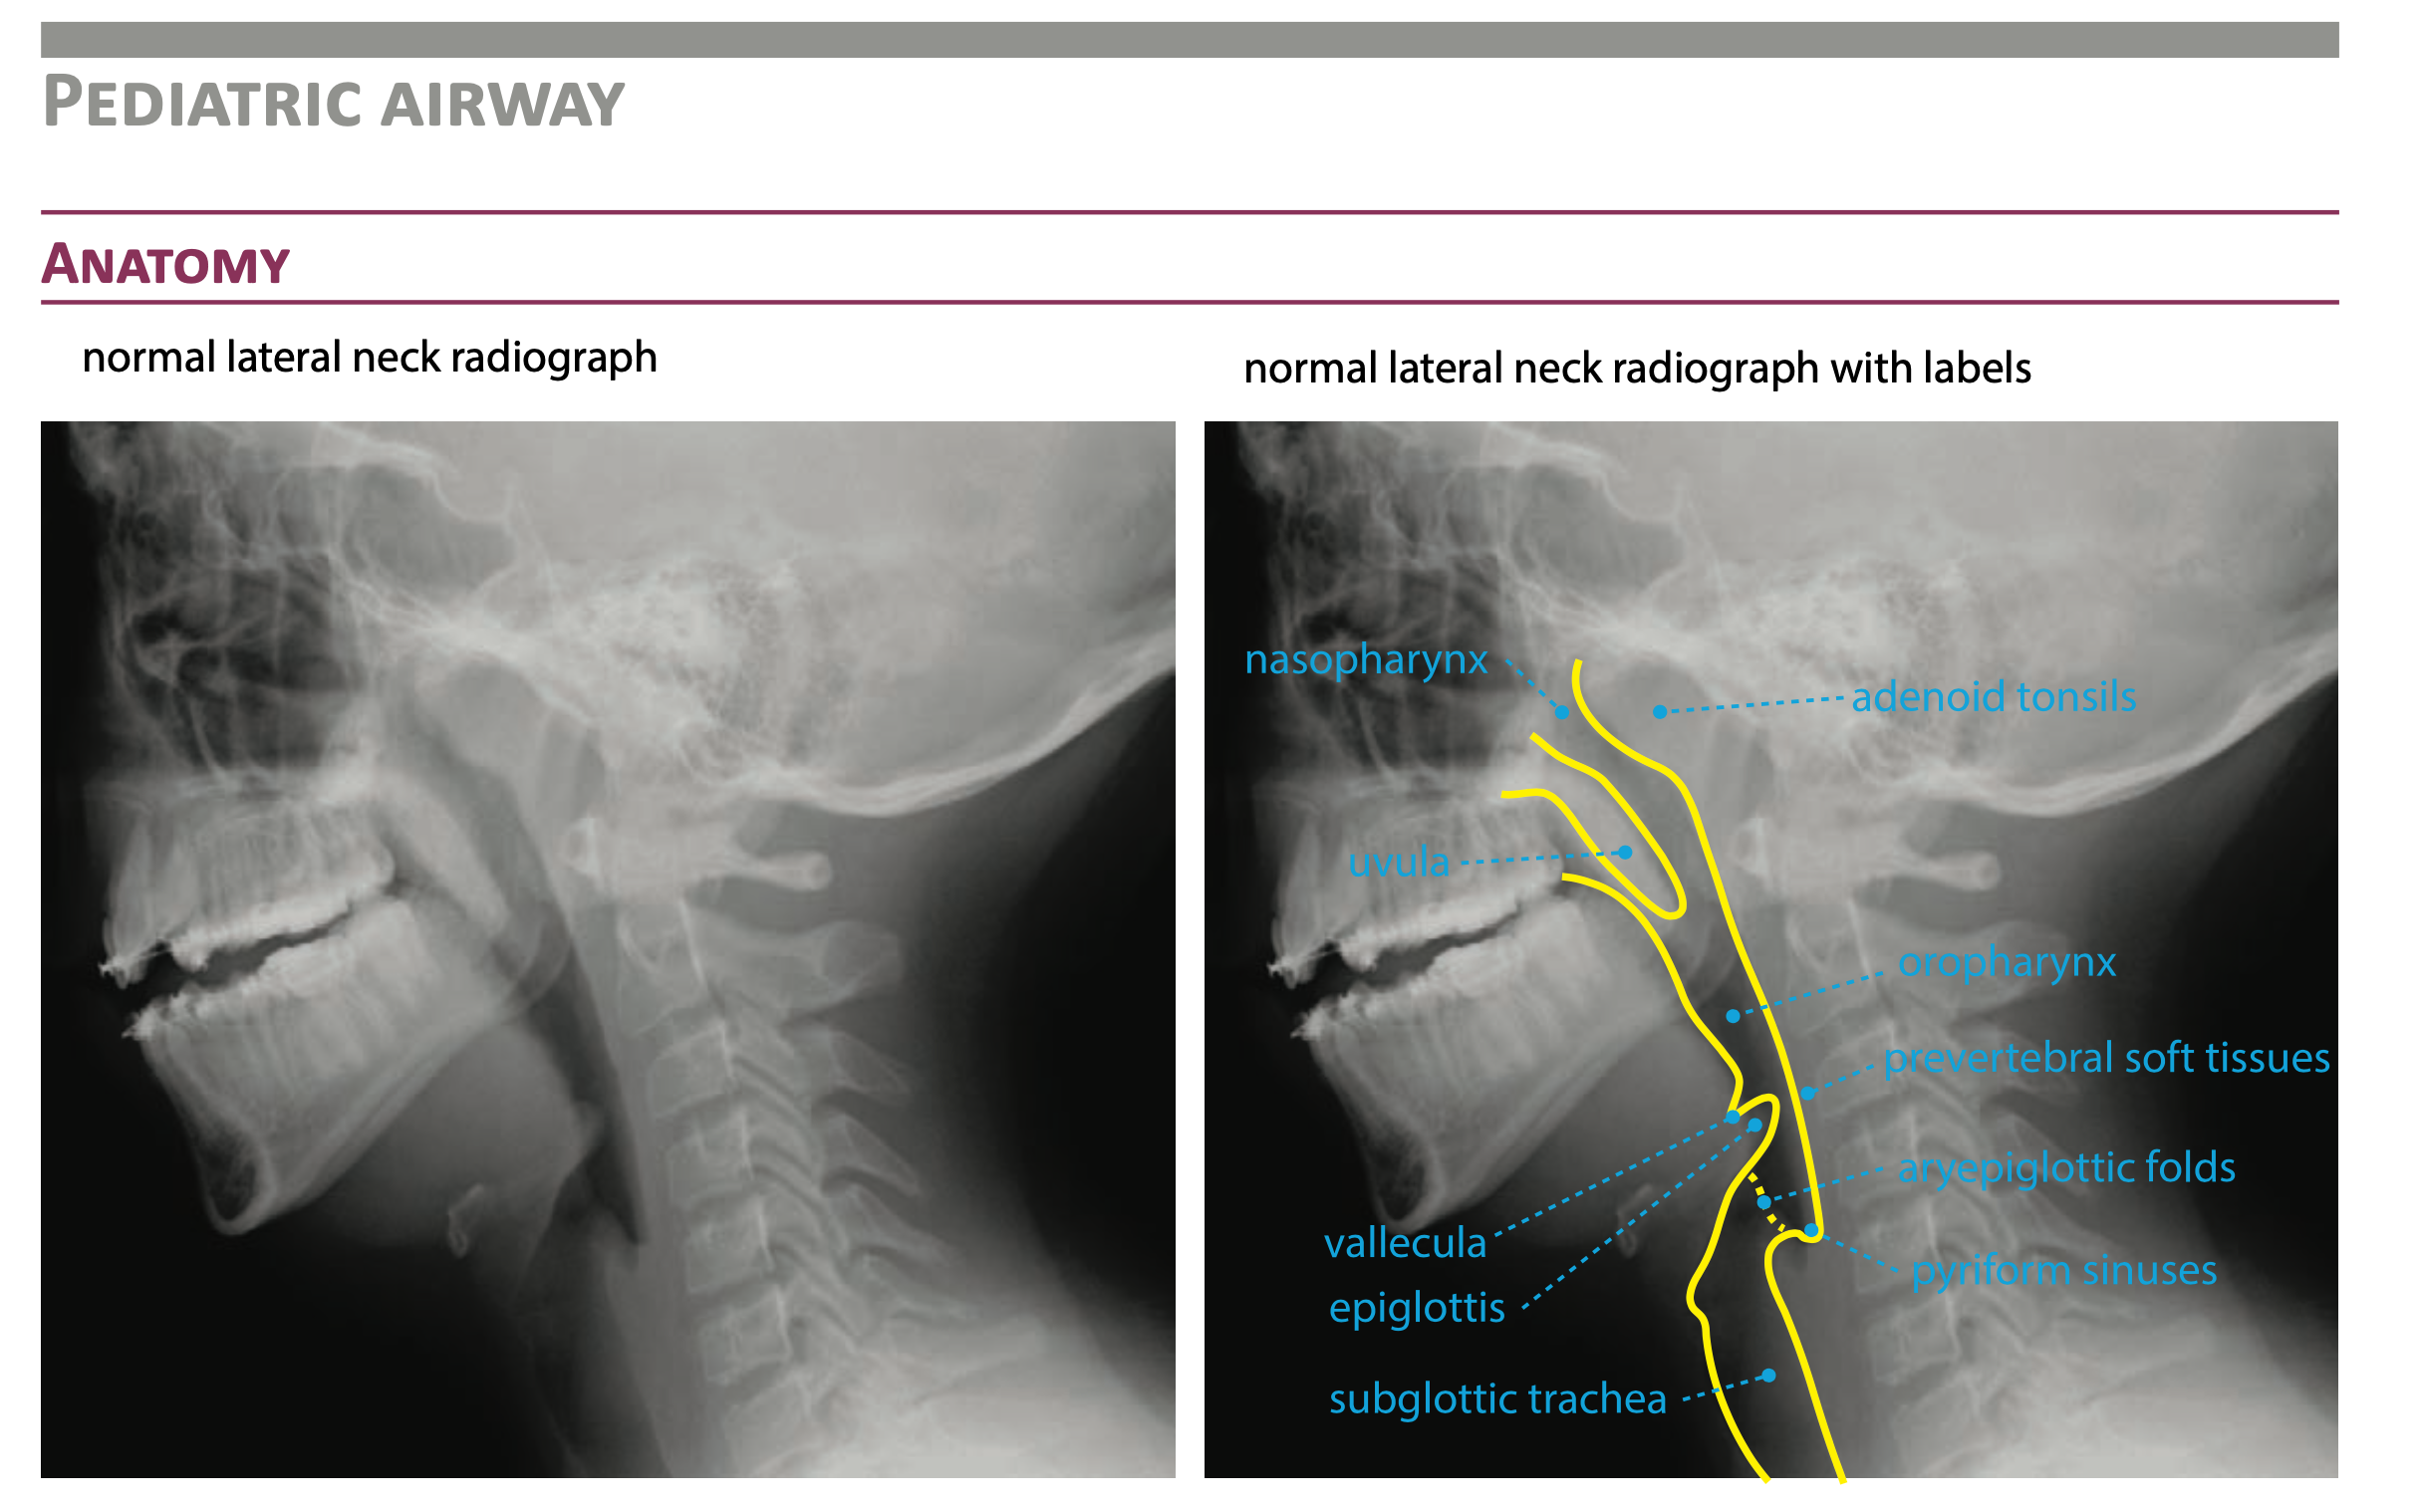 PEDIATRIC AIRWAY
ANATOMY
normal lateral neck radiograph
normal lateral neck radiograph with labels
nasopharynx
adenoid tonsils
uvula
oropharynx
prevertebral soft tissues
aryepiglottic folds
vallecula
pyriform sinuses
epiglottis
subglottic trachea